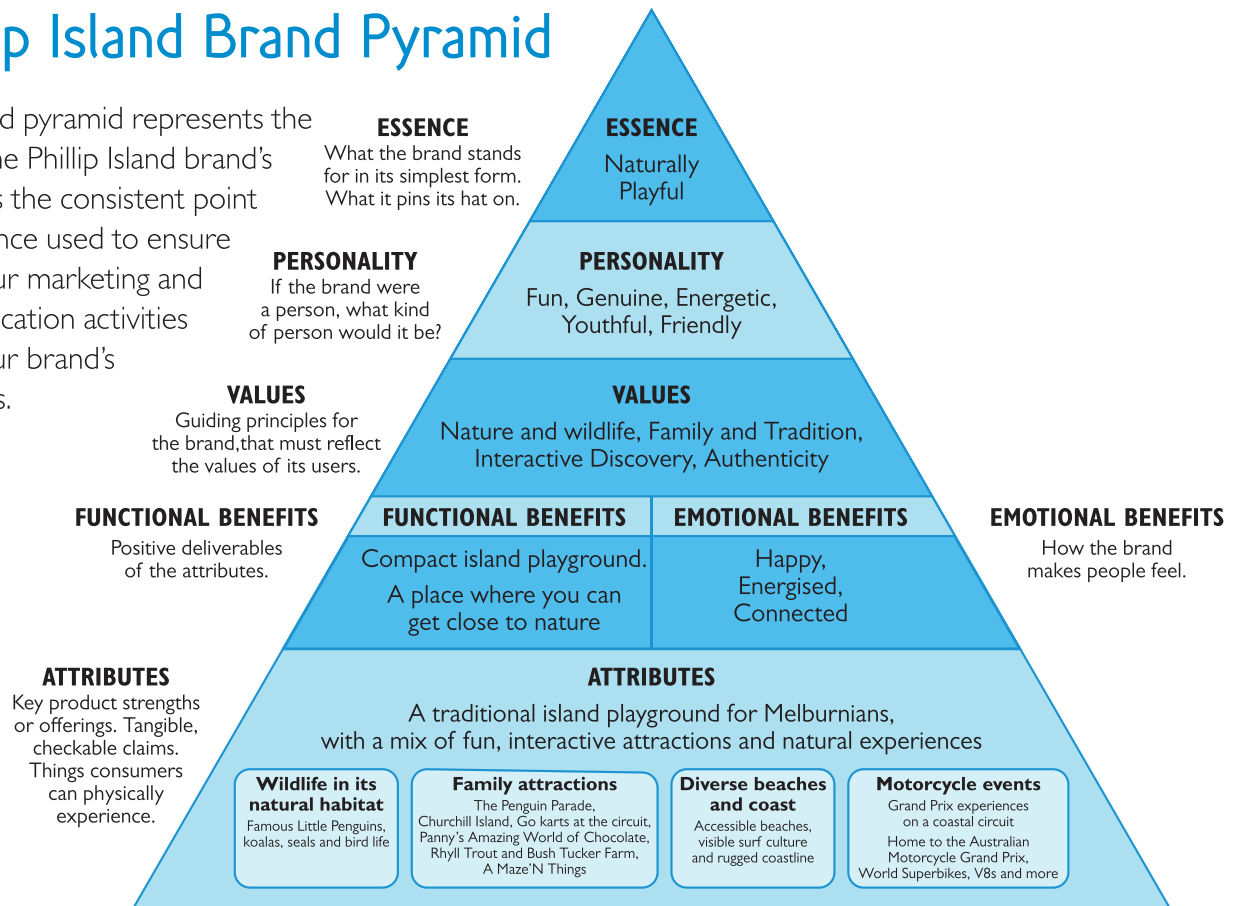 p Island Brand Pyramid
d pyramid represents the
ne Phillip Island brand's
s the consistent point
nce used to ensure
ur marketing and
ication activities
ur brand's
s.
ESSENCE
What the brand stands
for in its simplest form.
What it pins its hat on.
ESSENCE
Naturally
Playful
PERSONALITY
If the brand were
a person, what kind
of person would it be?
PERSONALITY
Fun, Genuine, Energetic,
Youthful, Friendly
VALUES
Guiding principles for
the brand,that must reflect
the values of its users.
VALUES
Nature and wildlife, Family and Tradition,
Interactive Discovery, Authenticity
FUNCTIONAL BENEFITS
Positive deliverables
of the attributes.
FUNCTIONAL BENEFITS
Compact island playground.
A place where you can
get close to nature
EMOTIONAL BENEFITS
Happy,
Energised,
Connected
EMOTIONAL BENEFITS
How the brand
makes people feel.
ATTRIBUTES
Key product strengths
or offerings. Tangible,
checkable claims.
Things consumers
can physically
experience.
ATTRIBUTES
A traditional island playground for Melburnians,
with a mix of fun, interactive attractions and natural experiences
Wildlife in its
natural habitat
Famous Little Penguins,
koalas, seals and bird life
Family attractions
The Penguin Parade,
Churchill Island, Go karts at the circuit,
Panny's Amazing World of Chocolate,
Rhyll Trout and Bush Tucker Farm,
A Maze'N Things
Diverse beaches
and coast
Accessible beaches,
visible surf culture
and rugged coastline
Motorcycle events
Grand Prix experiences
on a coastal circuit
Home to the Australian
Motorcycle Grand Prix,
World Superbikes, V8s and more